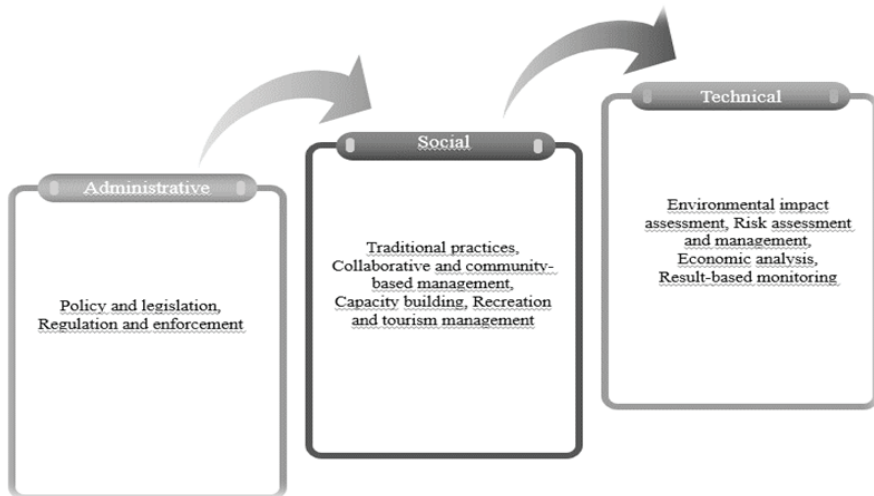 Administrative
Policy and legislation,
Regulation and enforcement
Social
Traditional practices,
Collaborative and community-
based management,
Capacity building, Recreation
and tourism management
Technical
Environmental impact
assessment, Risk assessment
and management,
Economic analysis,
Result-based monitoring